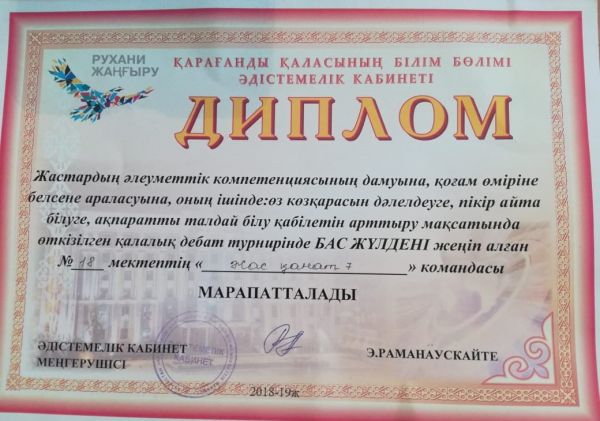 РУХАНИ
ЖАҢҒЫРУ
ҚАРАҒАНДЫ ҚАЛАСЫНЫҢ БІЛІМ БӨЛІМІ
ӘДІСТЕМЕЛІК КАБИНЕТІ
ДИПЛОМ
Жастардың әлеуметтік компетенциясының дамуына, қоғам өміріне
белсене араласуына, оның ішінде:өз көзқарасын дәлелдеуге, пікір айта
білуге, ақпаратты талдай білу қабілетін арттыру мақсатында
өткізілген қалалық дебат турнирінде БАС ЖҮЛДЕНІ жеңіп алған
№ 18 мектептің « жас қанат 7 » командасы
МАРАПАТТАЛАДЫ
ӘДІСТЕМЕЛІК КАБИНЕТ
МЕҢГЕРУШІСІ
КАБИНЕТ
Э.РАМАНАУСКАЙТЕ
2018-19ж